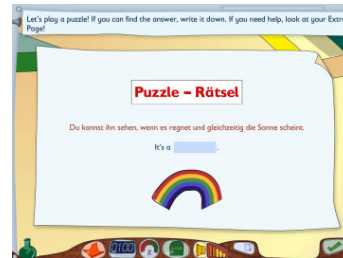 Let's play a puzzle! If you can find the answer, write it down. If you need help, look at your Extr
Page!
Puzzle – Rätsel
Du kannst ihn sehen, wenn es regnet und gleichzeitig die Sonne scheint.
It's a .